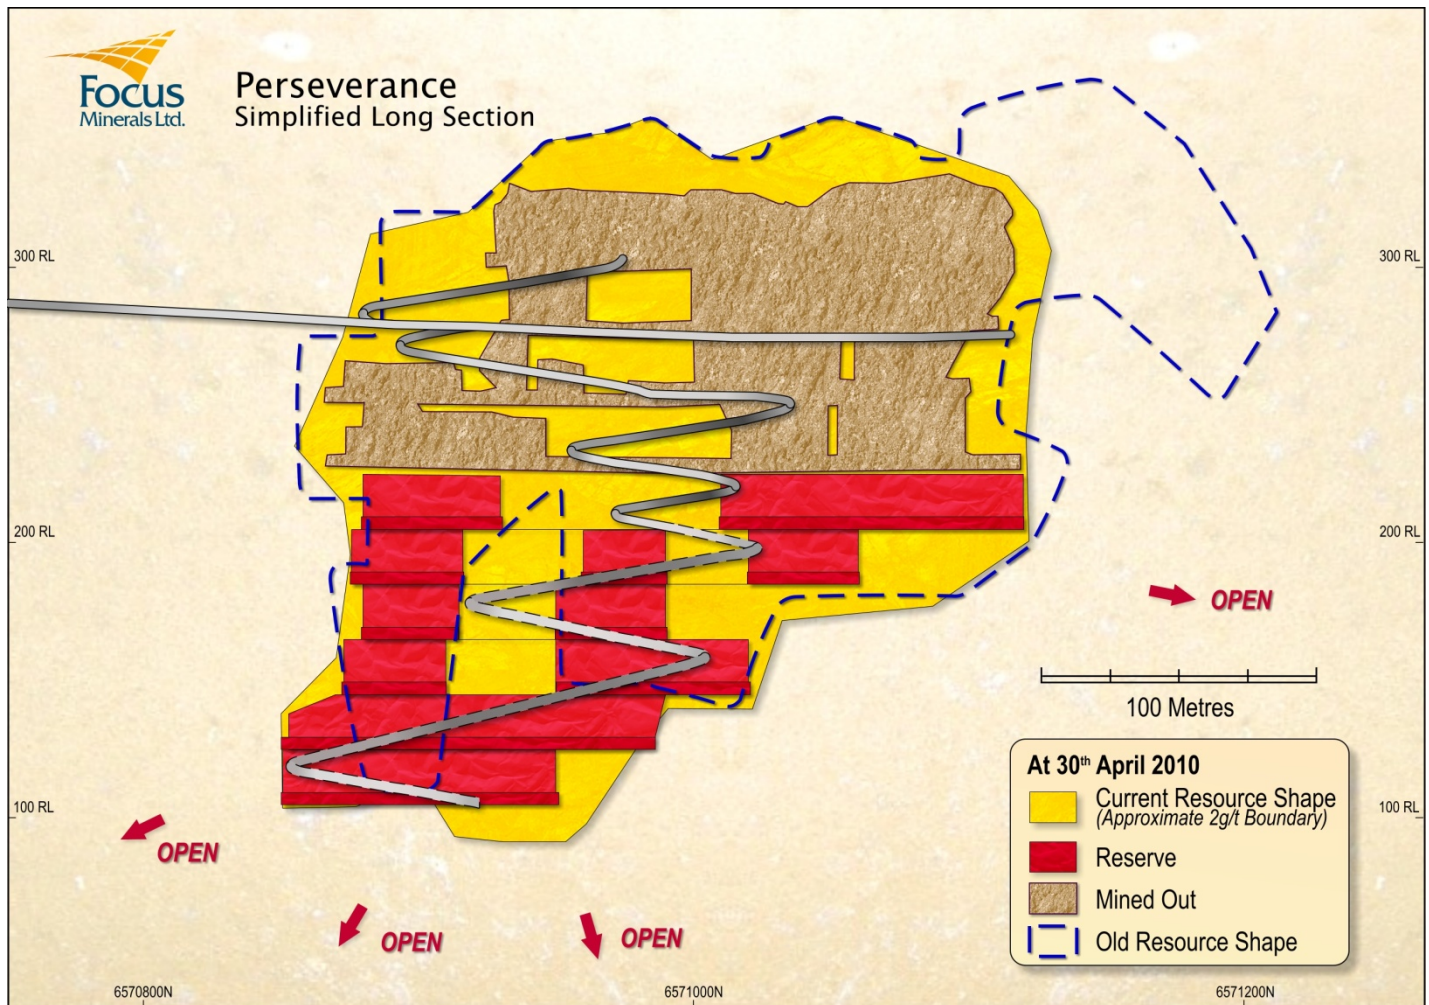 Focus
Minerals Ltd.
Perseverance
Simplified Long Section
300 RL
300 RL
200 RL
200 RL
OPEN
100 Metres
At 30th April 2010
Current Resource Shape
(Approximate 2g/t Boundary)
Reserve
Mined Out
Old Resource Shape
100 RL
100 RL
OPEN
OPEN
OPEN
6570800N
6571000N
6571200N